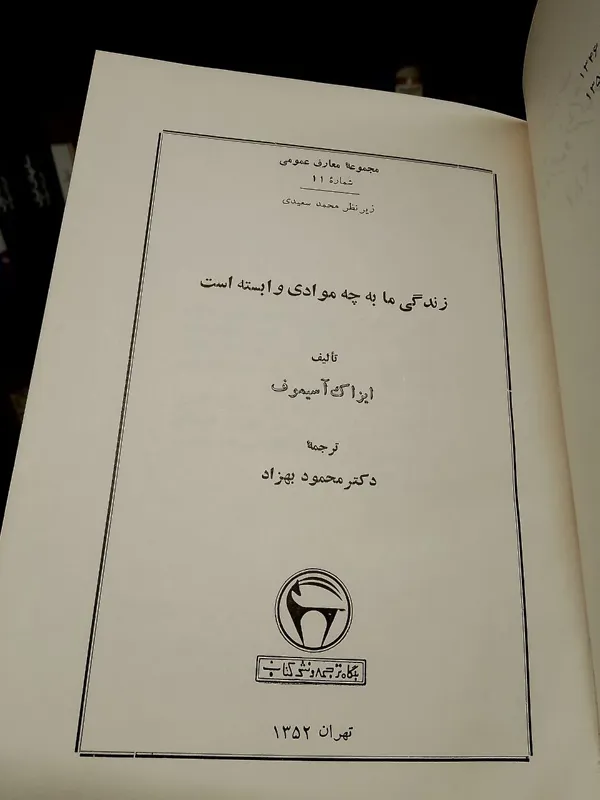 مجموعهٔ معارف عمومی
شمارهٔ ۱۱
زیر نظر محمد سعیدی
زندگی ما به چه موادی وابسته است
تألیف
ایزاک آسیموف
ترجمهٔ
دکتر محمود بهزاد
بنگاه ترجمه و نشر کتاب
تهران ۱۳۵۲